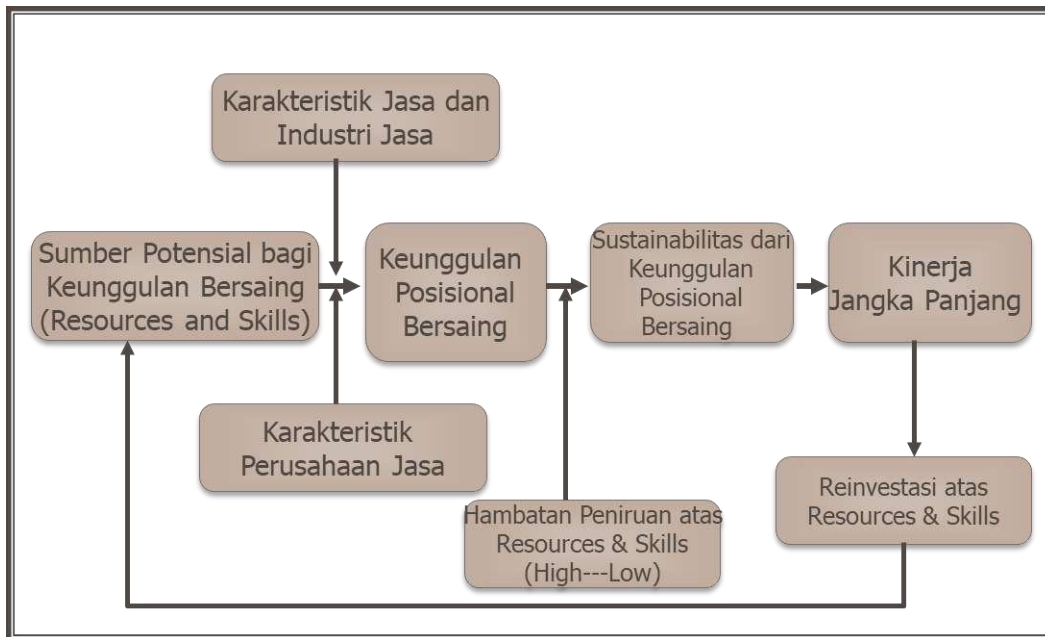 Karakteristik Jasa dan
Industri Jasa
Sumber Potensial bagi
Keunggulan Bersaing
(Resources and Skills)
Keunggulan
Posisional
Bersaing
Sustainabilitas dari
Keunggulan
Posisional
Bersaing
Kinerja
Jangka Panjang
Karakteristik
Perusahaan Jasa
Hambatan Peniruan atas
Resources & Skills
(High---Low)
Reinvestasi atas
Resources & Skills